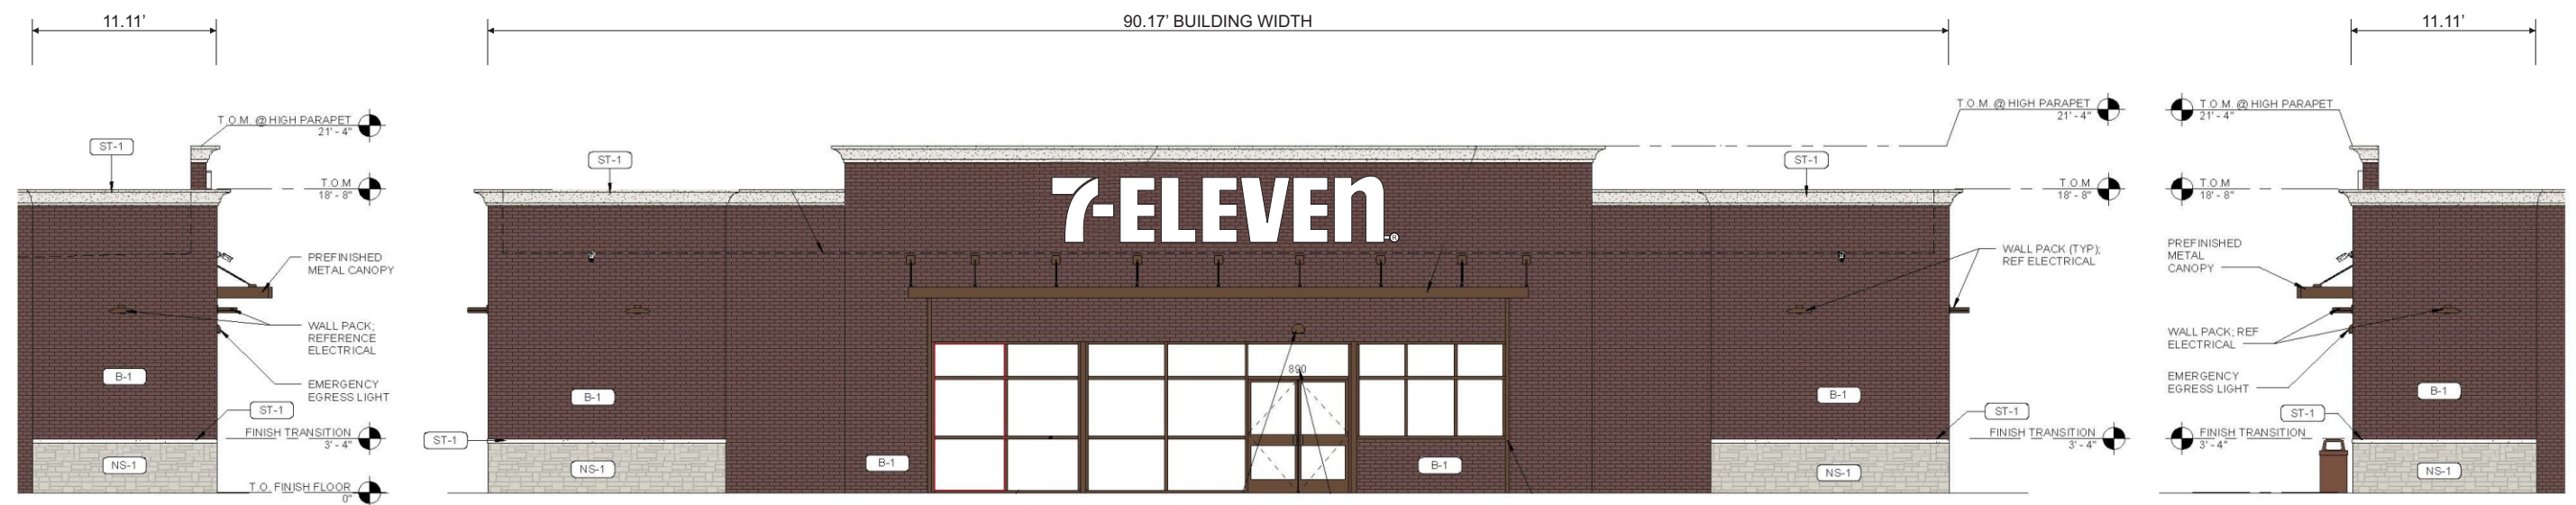 11.11’
90.17’ BUILDING WIDTH
11.11’
T.O.M. @ HIGH PARAPET
21' - 4"
ST-1
T.O.M
18' - 8"
PREFINISHED
METAL CANOPY
WALL PACK;
REFERENCE
ELECTRICAL
B-1
EMERGENCY
EGRESS LIGHT
ST-1
FINISH TRANSITION
3' - 4"
NS-1
T.O. FINISH FLOOR
0"
ST-1
7-ELEVEn®
ST-1
T.O.M. @ HIGH PARAPET
21' - 4"
T.O.M
18' - 8"
WALL PACK (TYP);
REF ELECTRICAL
890
B-1
B-1
ST-1
ST-1
FINISH TRANSITION
3' - 4"
NS-1
B-1
B-1
NS-1
T.O.M. @ HIGH PARAPET
21' - 4"
T.O.M
18' - 8"
PREFINISHED
METAL
CANOPY
WALL PACK; REF
ELECTRICAL
EMERGENCY
EGRESS LIGHT
B-1
ST-1
FINISH TRANSITION
3' - 4"
NS-1